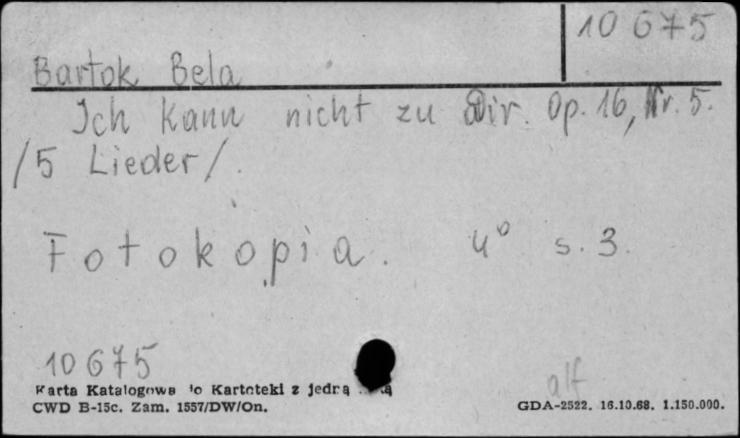 10 675
Bartok Bela
Ich kann nicht zu Dir. Op. 16, Nr. 5.
/5 Lieder/.
Fotokopia. 4° s. 3.
10 675
alf
Karta Katalogowa do Kartoteki z jedrą
CWD B-15c. Zam. 1557/DW/On.
GDA-2522. 16.10.68. 1.150.000.